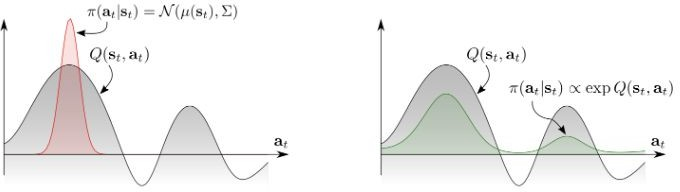 π(a_t|s_t) = 𝒩(μ(s_t), Σ)
Q(s_t, a_t)
a_t
Q(s_t, a_t)
π(a_t|s_t) ∝ exp Q(s_t, a_t)
a_t